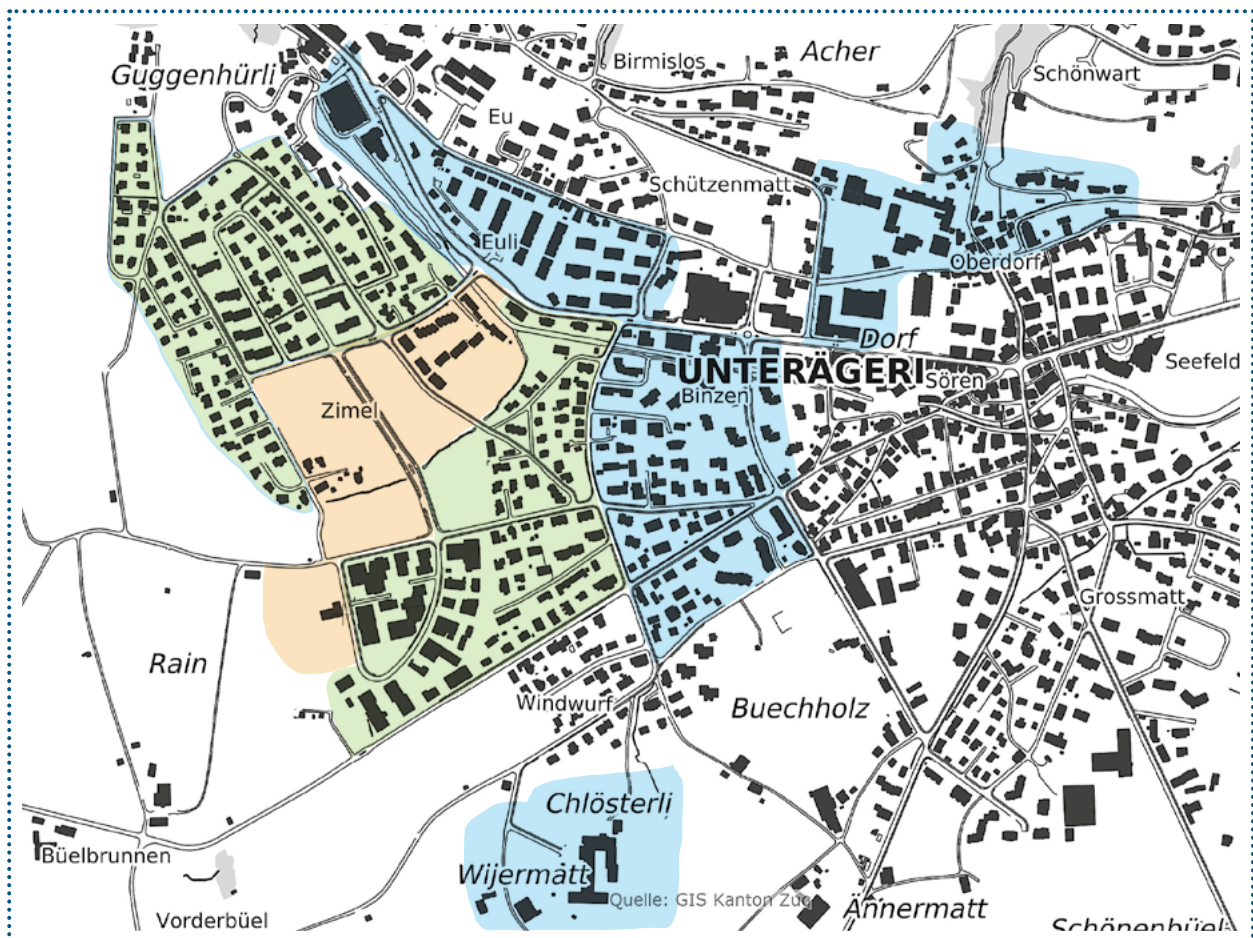 Acher
Birmislos
Guggenhürli
Schönwart
Eu
Schützenmatt
Euli
Oberdorf
Dorf
UNTERÄGERI
Seefeld
Sören
Binzen
Zimel
Grossmatt
Rain
Windwurf
Buechholz
Chlösterli
Büelbrunnen
Wijermatt
Quelle: GIS Kanton Zug
Ännermatt
Vorderbüel
Schönenbüel